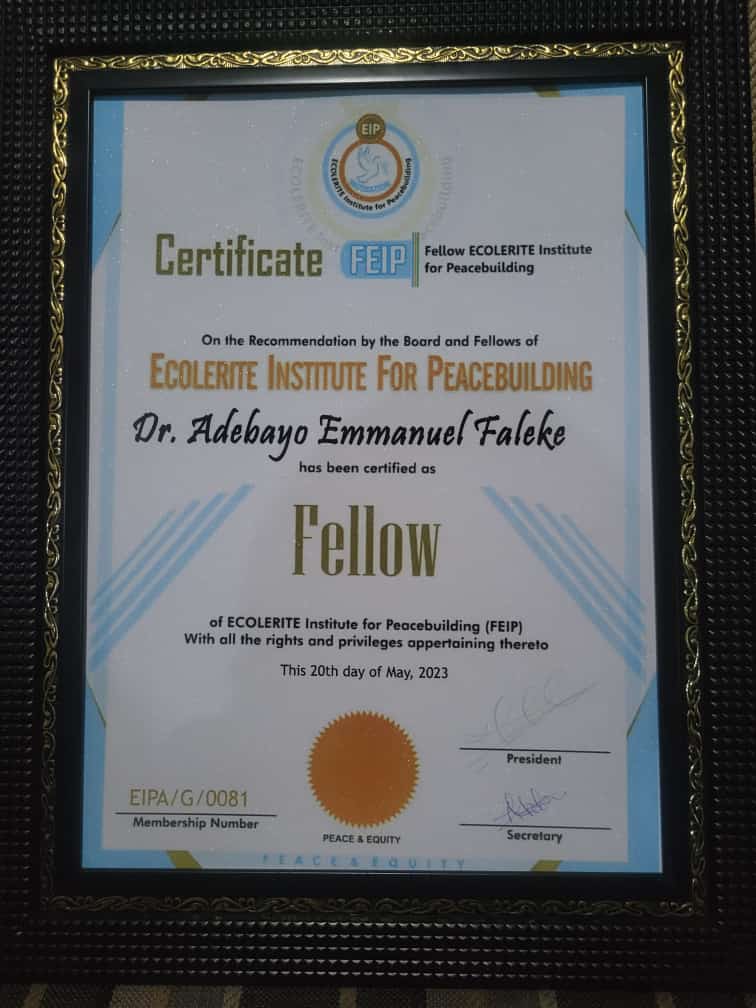 EIP
ECOLERITE Institute for Peacebuilding
Certificate
FEIP
Fellow ECOLERITE Institute
for Peacebuilding
On the Recommendation by the Board and Fellows of
ECOLERITE INSTITUTE FOR PEACEBUILDING
Dr. Adebayo Emmanuel Faleke
has been certified as
Fellow
of ECOLERITE Institute for Peacebuilding (FEIP)
With all the rights and privileges appertaining thereto
This 20th day of May, 2023
President
EIPA/G/0081
Membership Number
Secretary
PEACE & EQUITY
PEACE & EQUITY